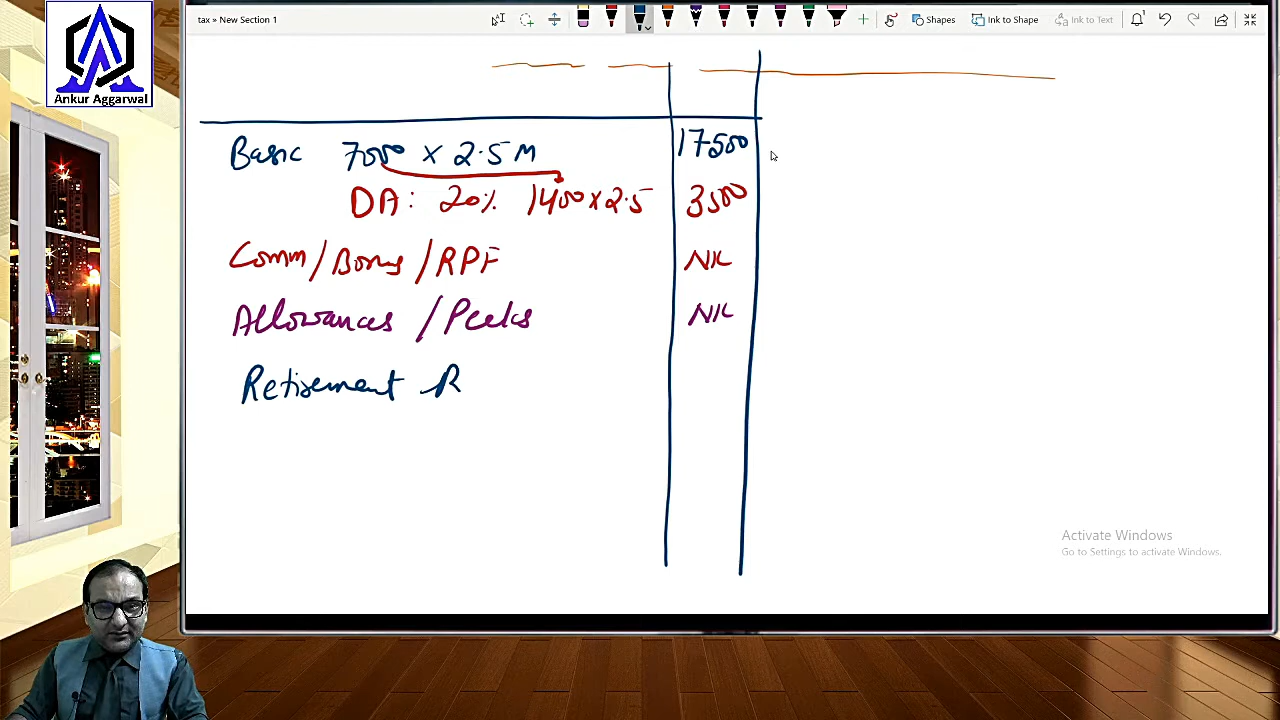 tax » New Section 1
Shapes
Ink to Shape
Ink to Text
Ankur Aggarwal
Basic 7000 x 2.5 M 17500
DA: 20% 1400x2.5 3500
Comm/Bonus/RPF NIL
Allowances/Perks NIL
Retirement R
Activate Windows
Go to Settings to activate Windows.